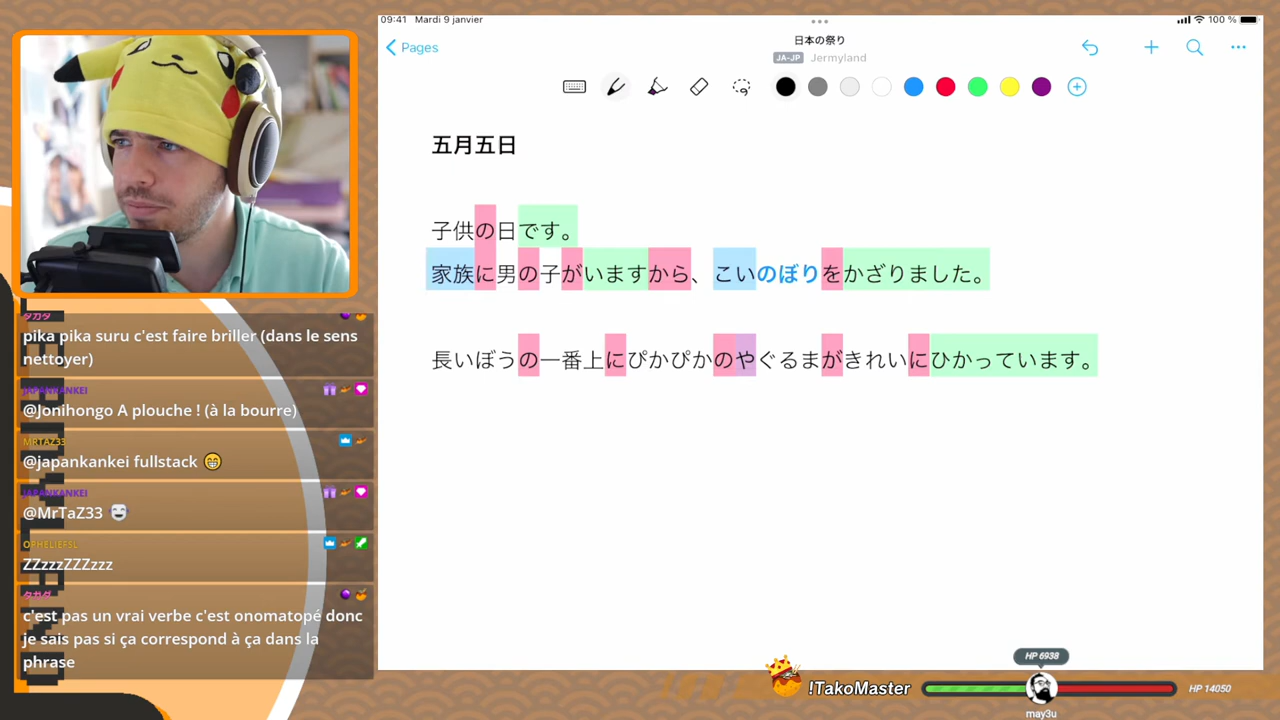 09:41 Mardi 9 janvier
100 %
Pages
日本の祭り
JA-JP Jermyland
五月五日
子供の日です。
家族に男の子がいますから、こいのぼりをかざりました。
長いぼうの一番上にぴかぴかのやぐるまがきれいにひかっています。
タカダ
pika pika suru c'est faire briller (dans le sens
nettoyer)
JAPANKANKEI
@Jonihongo A plouche ! (à la bourre)
MRTAZ33
@japankankei fullstack 😁
JAPANKANKEI
@MrTaZ33
OPHELIEFSL
ZZzzzZZZzzz
c'est pas un vrai verbe c'est onomatopé donc
je sais pas si ça correspond à ça dans la
phrase
!TakoMaster
HP 6938
HP 14050
may3u